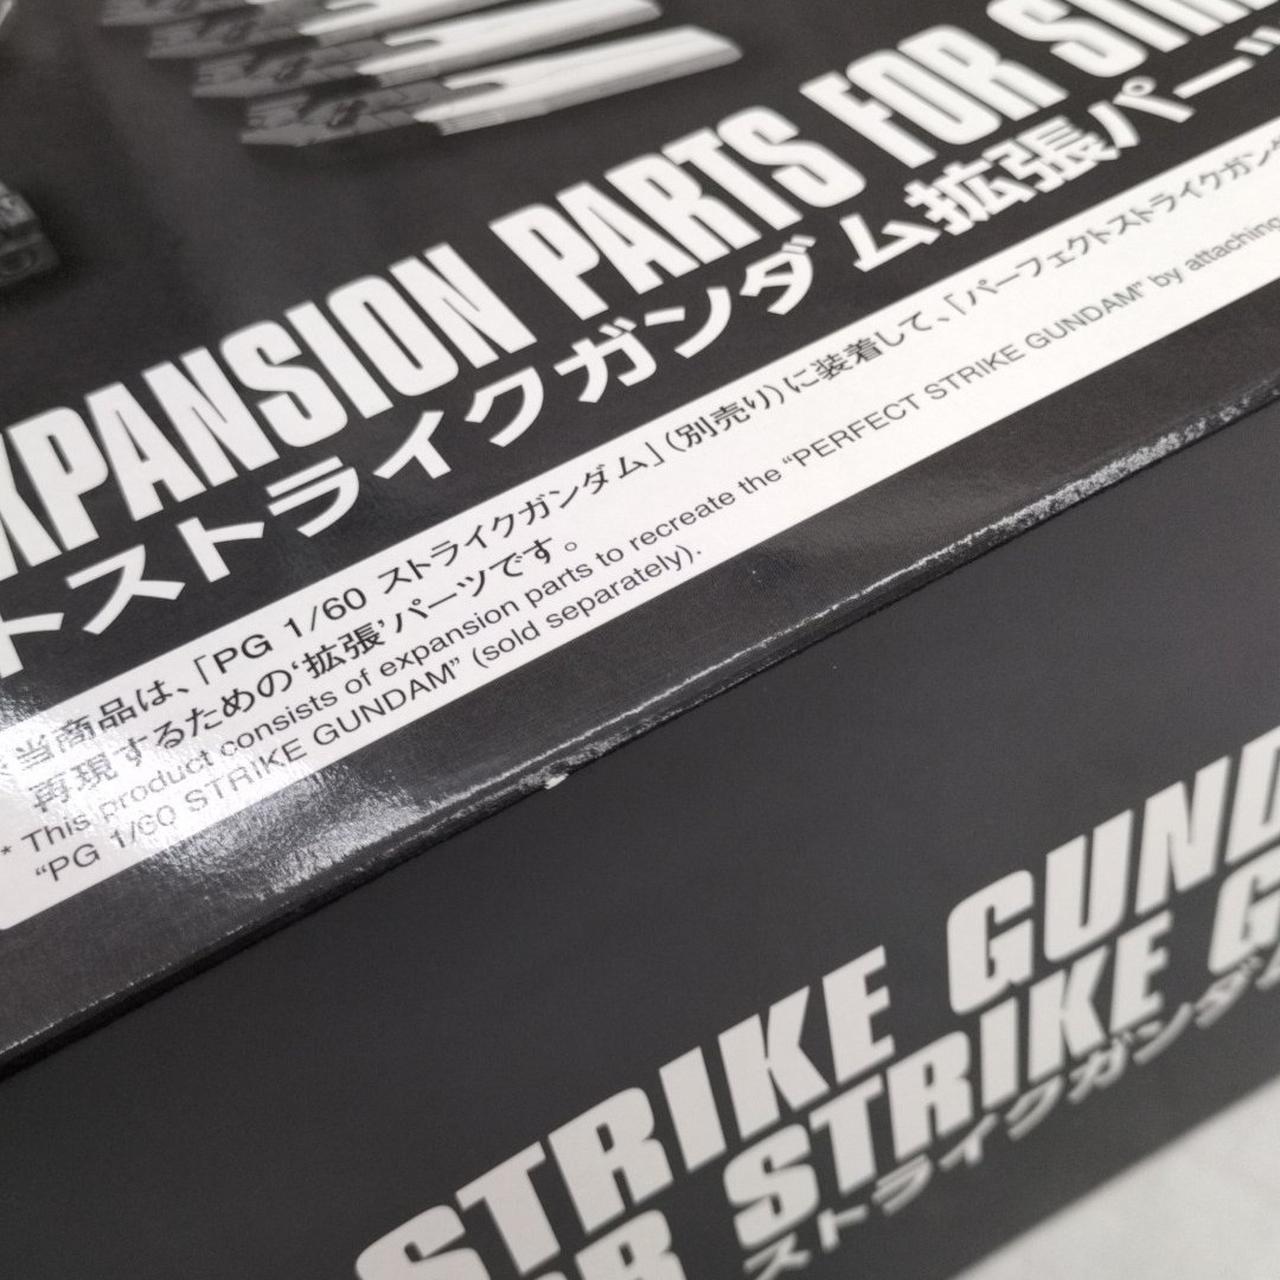 XPANSION PARTS FOR STRI
トストライクガンダム拡張パーツ
当商品は、「PG 1/60 ストライクガンダム」(別売り)に装着して、「パーフェクトストライクガンダ
再現するための‘拡張’パーツです。
* This product consists of expansion parts to recreate the “PERFECT STRIKE GUNDAM” by attaching
“PG 1/60 STRIKE GUNDAM” (sold separately).
STRIKE GUND
OR STRIKE G
ストライクガンダム